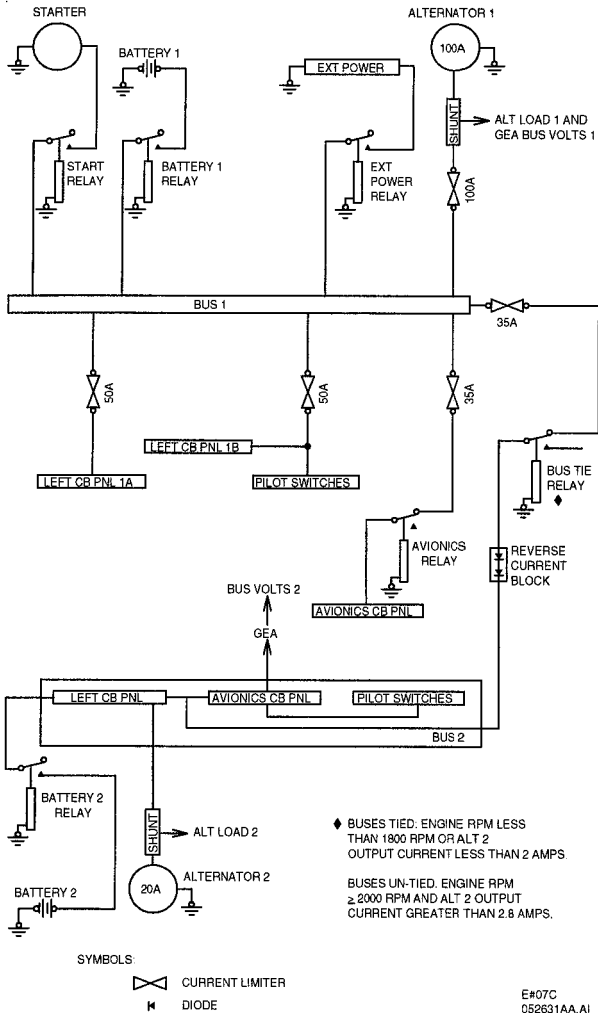 STARTER
ALTERNATOR 1
BATTERY 1
EXT POWER
100A
SHUNT
ALT LOAD 1 AND
GEA BUS VOLTS 1
START
RELAY
BATTERY 1
RELAY
EXT
POWER
RELAY
100A
BUS 1
35A
50A
50A
35A
LEFT CB PNL 1B
LEFT CB PNL 1A
PILOT SWITCHES
BUS TIE
RELAY
AVIONICS
RELAY
REVERSE
CURRENT
BLOCK
BUS VOLTS 2
AVIONICS CB PNL
GEA
LEFT CB PNL
AVIONICS CB PNL
PILOT SWITCHES
BUS 2
BATTERY 2
RELAY
SHUNT
ALT LOAD 2
BATTERY 2
20A
ALTERNATOR 2
♦ BUSES TIED: ENGINE RPM LESS
THAN 1800 RPM OR ALT 2
OUTPUT CURRENT LESS THAN 2 AMPS.
BUSES UN-TIED. ENGINE RPM
≥ 2000 RPM AND ALT 2 OUTPUT
CURRENT GREATER THAN 2.8 AMPS.
SYMBOLS:
CURRENT LIMITER
DIODE
E#07C
052631AA.AI